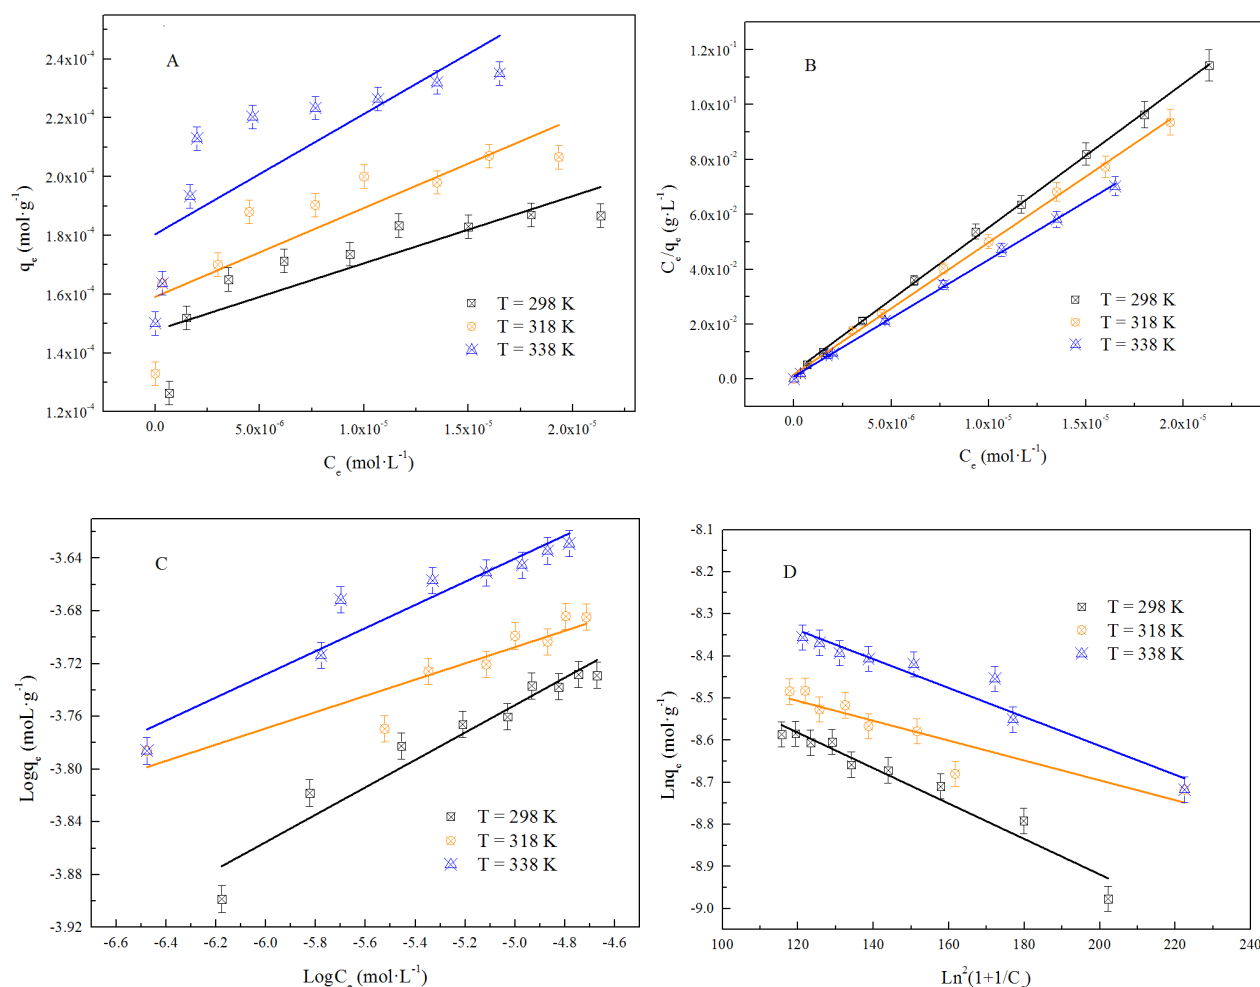 A
2.4x10⁻⁴
2.2x10⁻⁴
2.0x10⁻⁴
1.8x10⁻⁴
1.6x10⁻⁴
1.4x10⁻⁴
1.2x10⁻⁴
qₑ (mol·g⁻¹)
T = 298 K
T = 318 K
T = 338 K
0.0 5.0x10⁻⁶ 1.0x10⁻⁵ 1.5x10⁻⁵ 2.0x10⁻⁵
Cₑ (mol·L⁻¹)
B
1.2x10⁻¹
1.0x10⁻¹
8.0x10⁻²
6.0x10⁻²
4.0x10⁻²
2.0x10⁻²
0.0
Cₑ/qₑ (g·L⁻¹)
T = 298 K
T = 318 K
T = 338 K
0.0 5.0x10⁻⁶ 1.0x10⁻⁵ 1.5x10⁻⁵ 2.0x10⁻⁵
Cₑ (mol·L⁻¹)
C
-3.64
-3.68
-3.72
-3.76
-3.80
-3.84
-3.88
-3.92
Logqₑ (moL·g⁻¹)
T = 298 K
T = 318 K
T = 338 K
-6.6 -6.4 -6.2 -6.0 -5.8 -5.6 -5.4 -5.2 -5.0 -4.8 -4.6
LogCₑ (mol·L⁻¹)
D
-8.1
-8.2
-8.3
-8.4
-8.5
-8.6
-8.7
-8.8
-8.9
-9.0
Lnqₑ (mol·g⁻¹)
T = 298 K
T = 318 K
T = 338 K
100 120 140 160 180 200 220 240
Ln²(1+1/Cₑ)